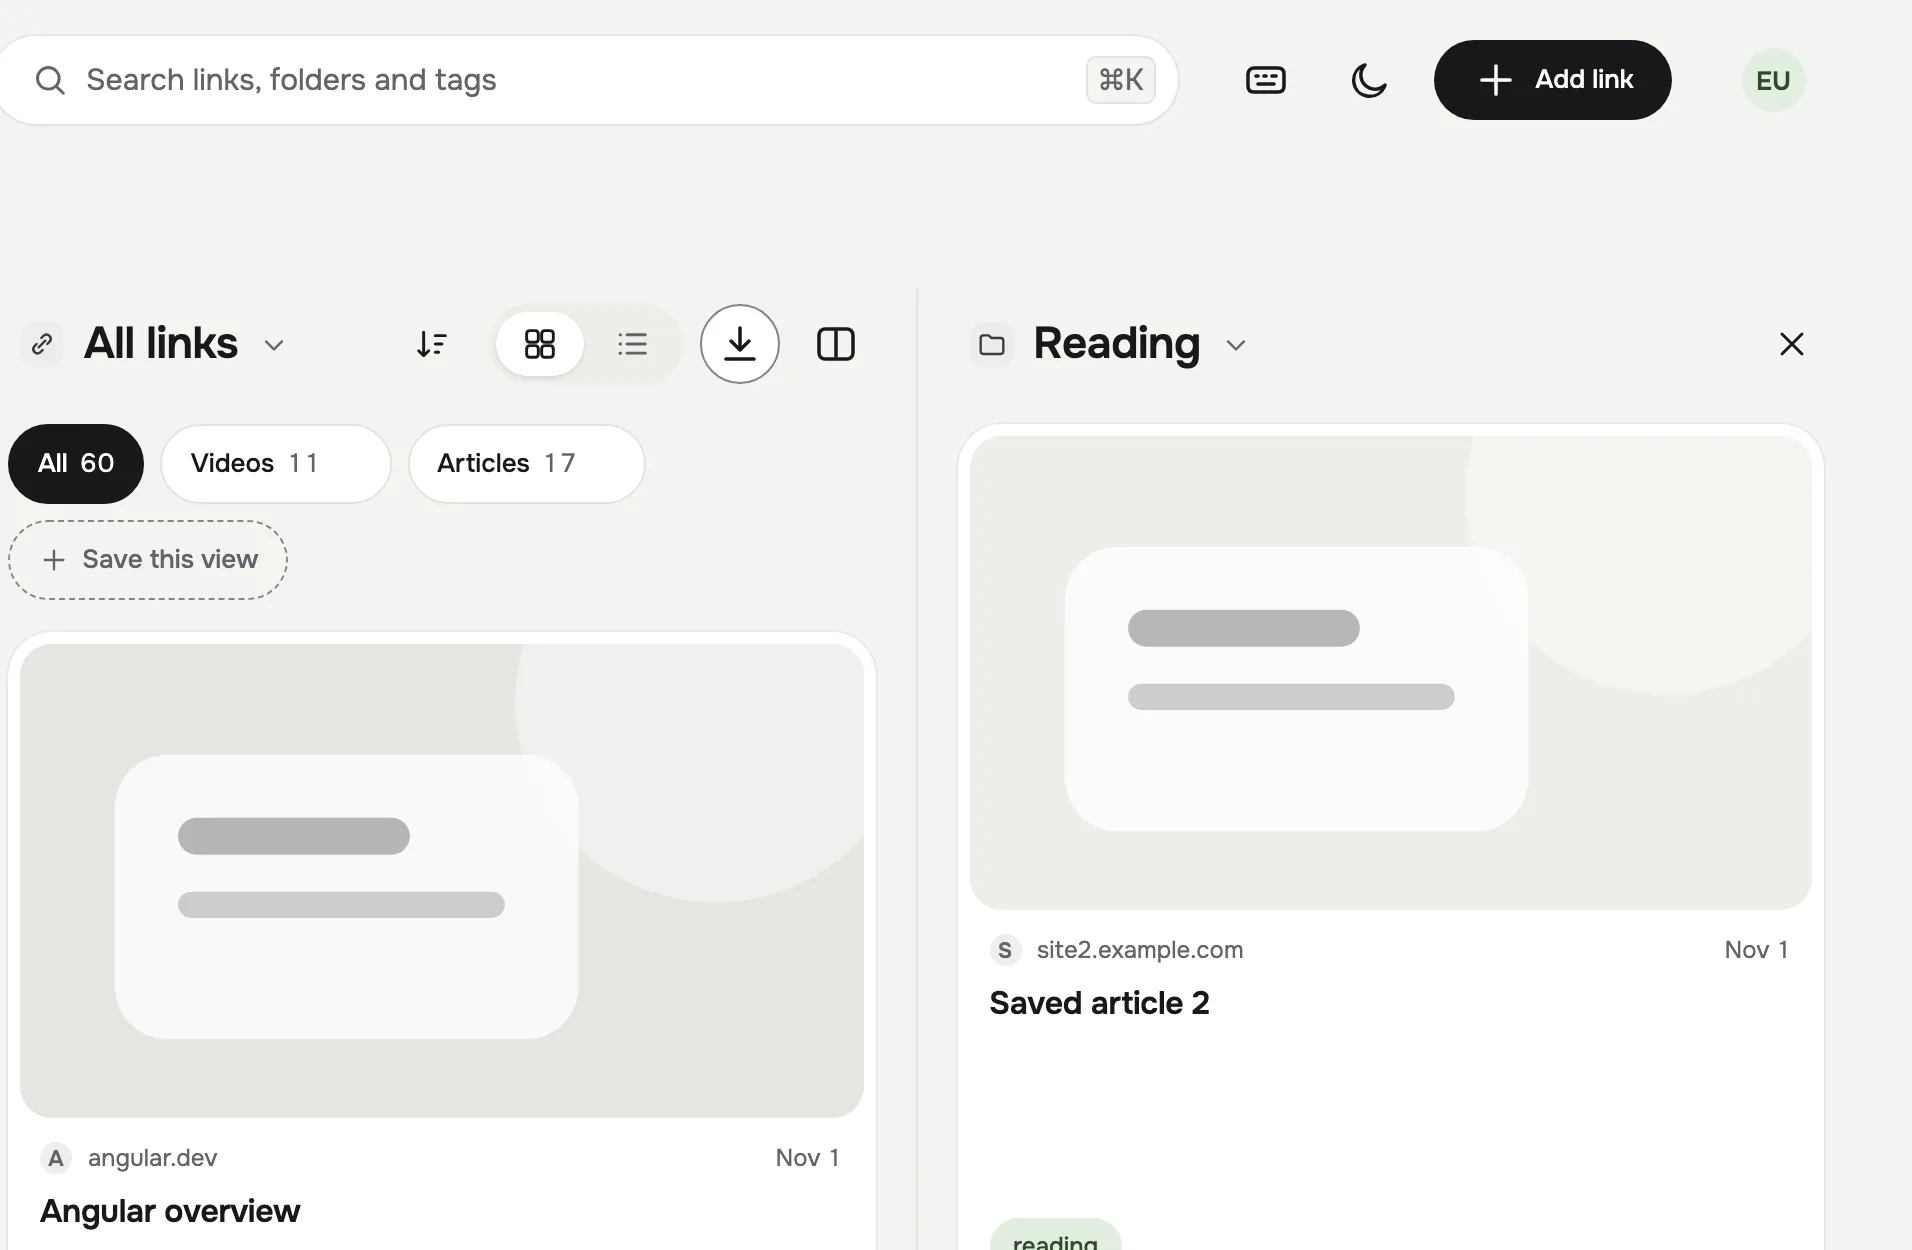 Search links, folders and tags ⌘K Add link EU
All links
All 60 Videos 11 Articles 17
Save this view
A angular.dev Nov 1
Angular overview
Reading
S site2.example.com Nov 1
Saved article 2
reading